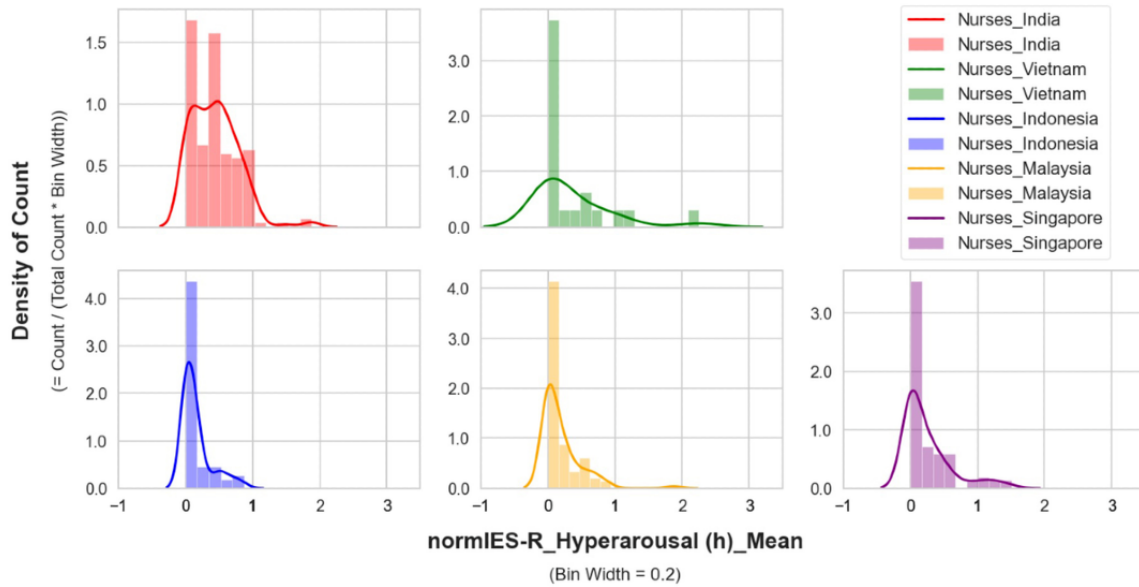 Density of Count
(= Count / (Total Count * Bin Width))
1.5
1.0
0.5
0.0
3.0
2.0
1.0
0.0
Nurses_India
Nurses_India
Nurses_Vietnam
Nurses_Vietnam
Nurses_Indonesia
Nurses_Indonesia
Nurses_Malaysia
Nurses_Malaysia
Nurses_Singapore
Nurses_Singapore
4.0
3.0
2.0
1.0
0.0
−1 0 1 2 3
4.0
3.0
2.0
1.0
0.0
−1 0 1 2 3
3.0
2.0
1.0
0.0
−1 0 1 2 3
normIES-R_Hyperarousal (h)_Mean
(Bin Width = 0.2)